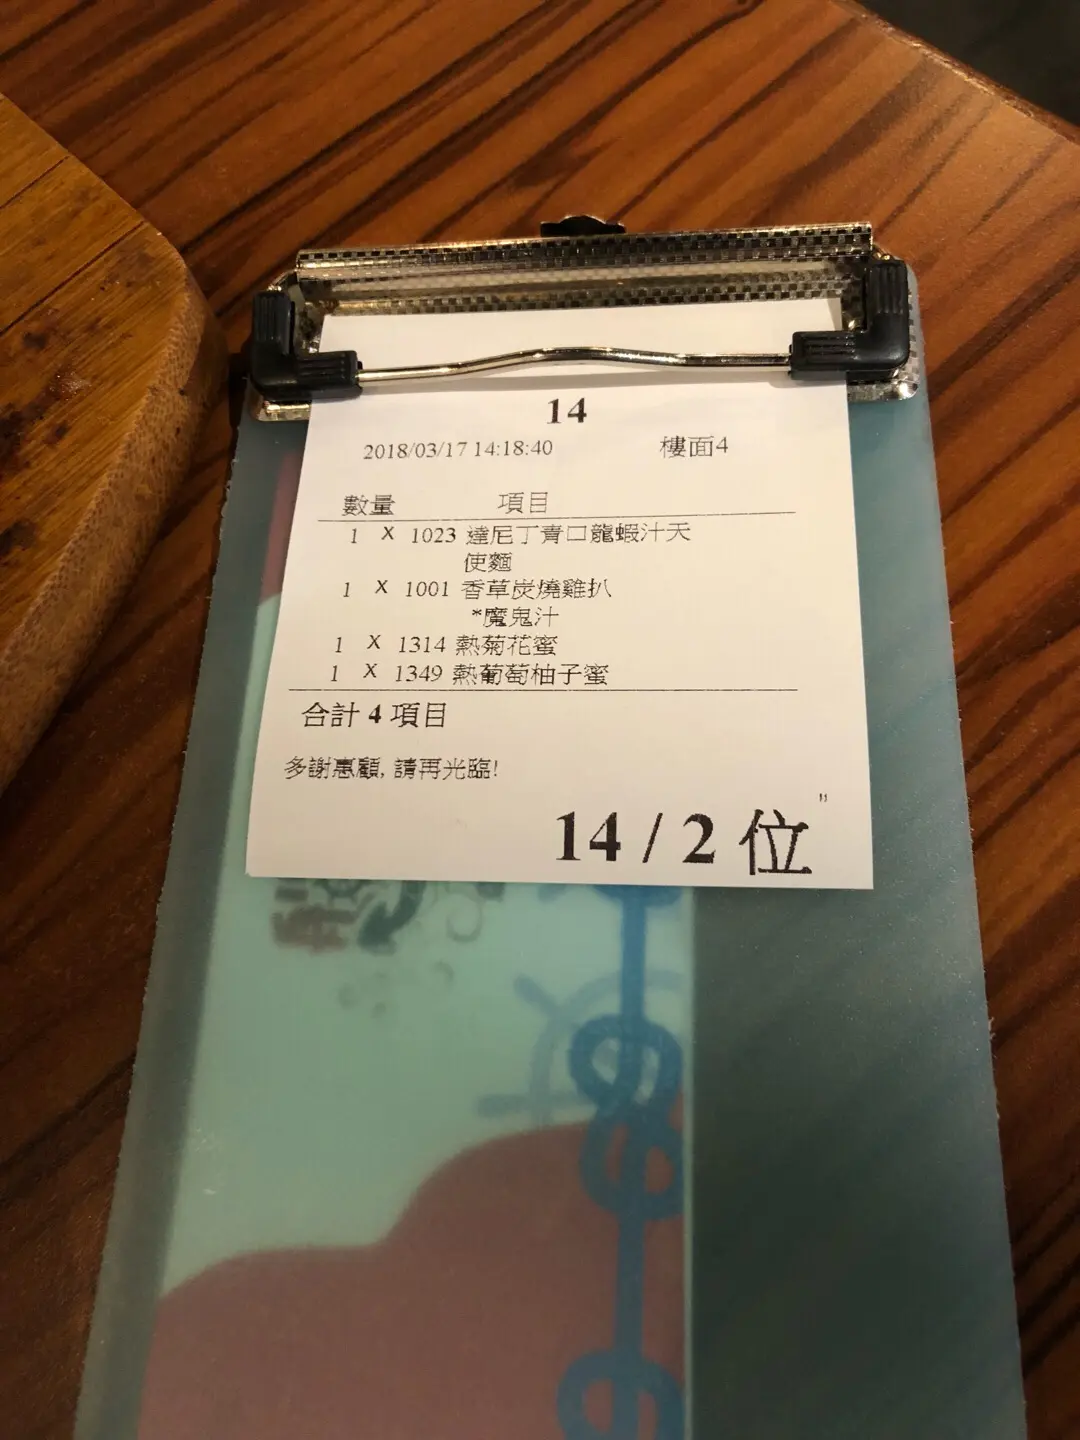 14
2018/03/17 14:18:40 樓面4
數量 項目
1 X 1023 達尼丁青口龍蝦汁天
使麵
1 X 1001 香草炭燒雞扒
*魔鬼汁
1 X 1314 熱菊花蜜
1 X 1349 熱葡萄柚子蜜
合計 4 項目
多謝惠顧, 請再光臨!
14 / 2 位"